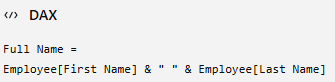 </> DAX
Full Name =
Employee[First Name] & " " & Employee[Last Name]